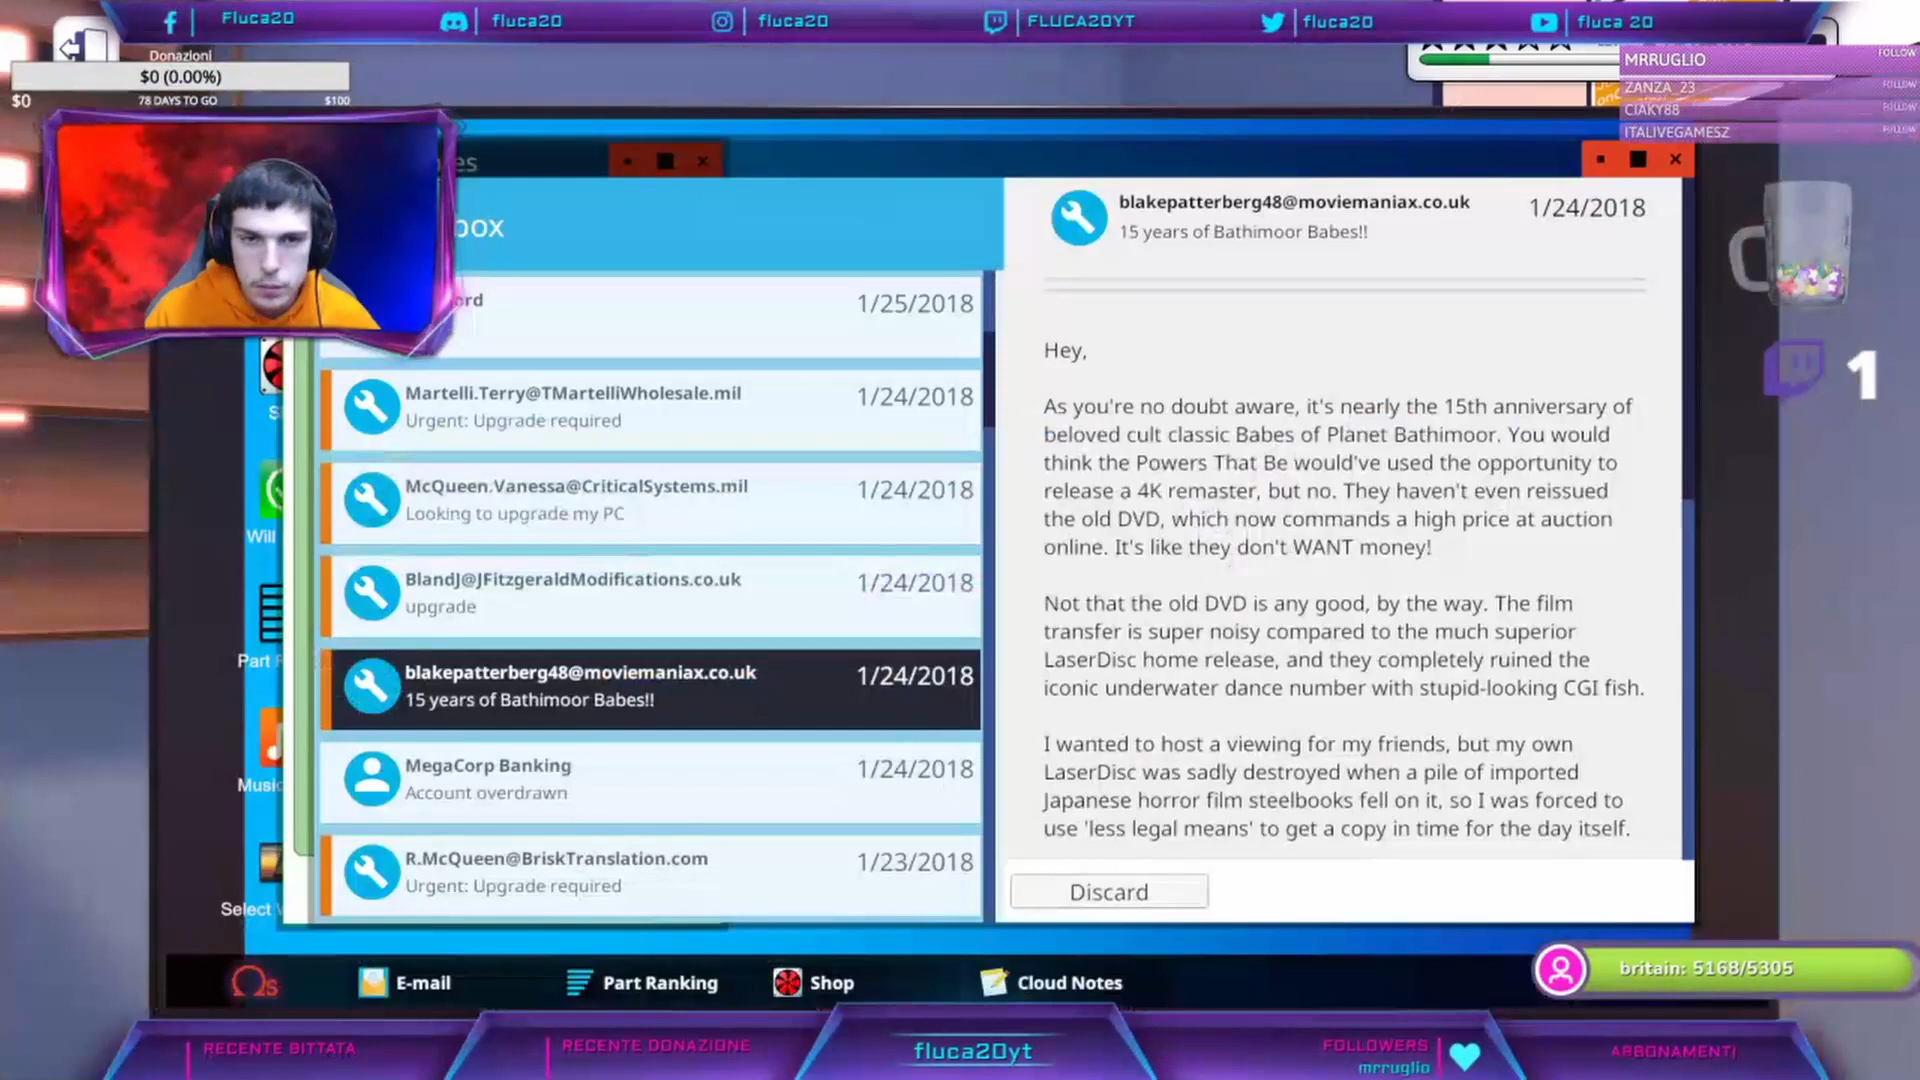 Fluca20
fluca20
fluca20
FLUCA20YT
fluca20
fluca 20
Donazioni
$0 (0.00%)
$0
78 DAYS TO GO
$100
MRRUGLIO
FOLLOW
ZANZA_23
FOLLOW
CIAKY88
FOLLOW
ITALIVEGAMESZ
FOLLOW
1
blakepatterberg48@moviemaniax.co.uk
1/24/2018
15 years of Bathimoor Babes!!
1/25/2018
Martelli.Terry@TMartelliWholesale.mil
1/24/2018
Urgent: Upgrade required
McQueen.Vanessa@CriticalSystems.mil
1/24/2018
Looking to upgrade my PC
BlandJ@JFitzgeraldModifications.co.uk
1/24/2018
upgrade
blakepatterberg48@moviemaniax.co.uk
1/24/2018
15 years of Bathimoor Babes!!
MegaCorp Banking
1/24/2018
Account overdrawn
R.McQueen@BriskTranslation.com
1/23/2018
Urgent: Upgrade required
Hey,
As you're no doubt aware, it's nearly the 15th anniversary of
beloved cult classic Babes of Planet Bathimoor. You would
think the Powers That Be would've used the opportunity to
release a 4K remaster, but no. They haven't even reissued
the old DVD, which now commands a high price at auction
online. It's like they don't WANT money!
Not that the old DVD is any good, by the way. The film
transfer is super noisy compared to the much superior
LaserDisc home release, and they completely ruined the
iconic underwater dance number with stupid-looking CGI fish.
I wanted to host a viewing for my friends, but my own
LaserDisc was sadly destroyed when a pile of imported
Japanese horror film steelbooks fell on it, so I was forced to
use 'less legal means' to get a copy in time for the day itself.
Discard
Will
Part
Music
Select
E-mail
Part Ranking
Shop
Cloud Notes
britain: 5168/5305
RECENTE BITTATA
RECENTE DONAZIONE
fluca20yt
FOLLOWERS
mrruglio
ABBONAMENTI